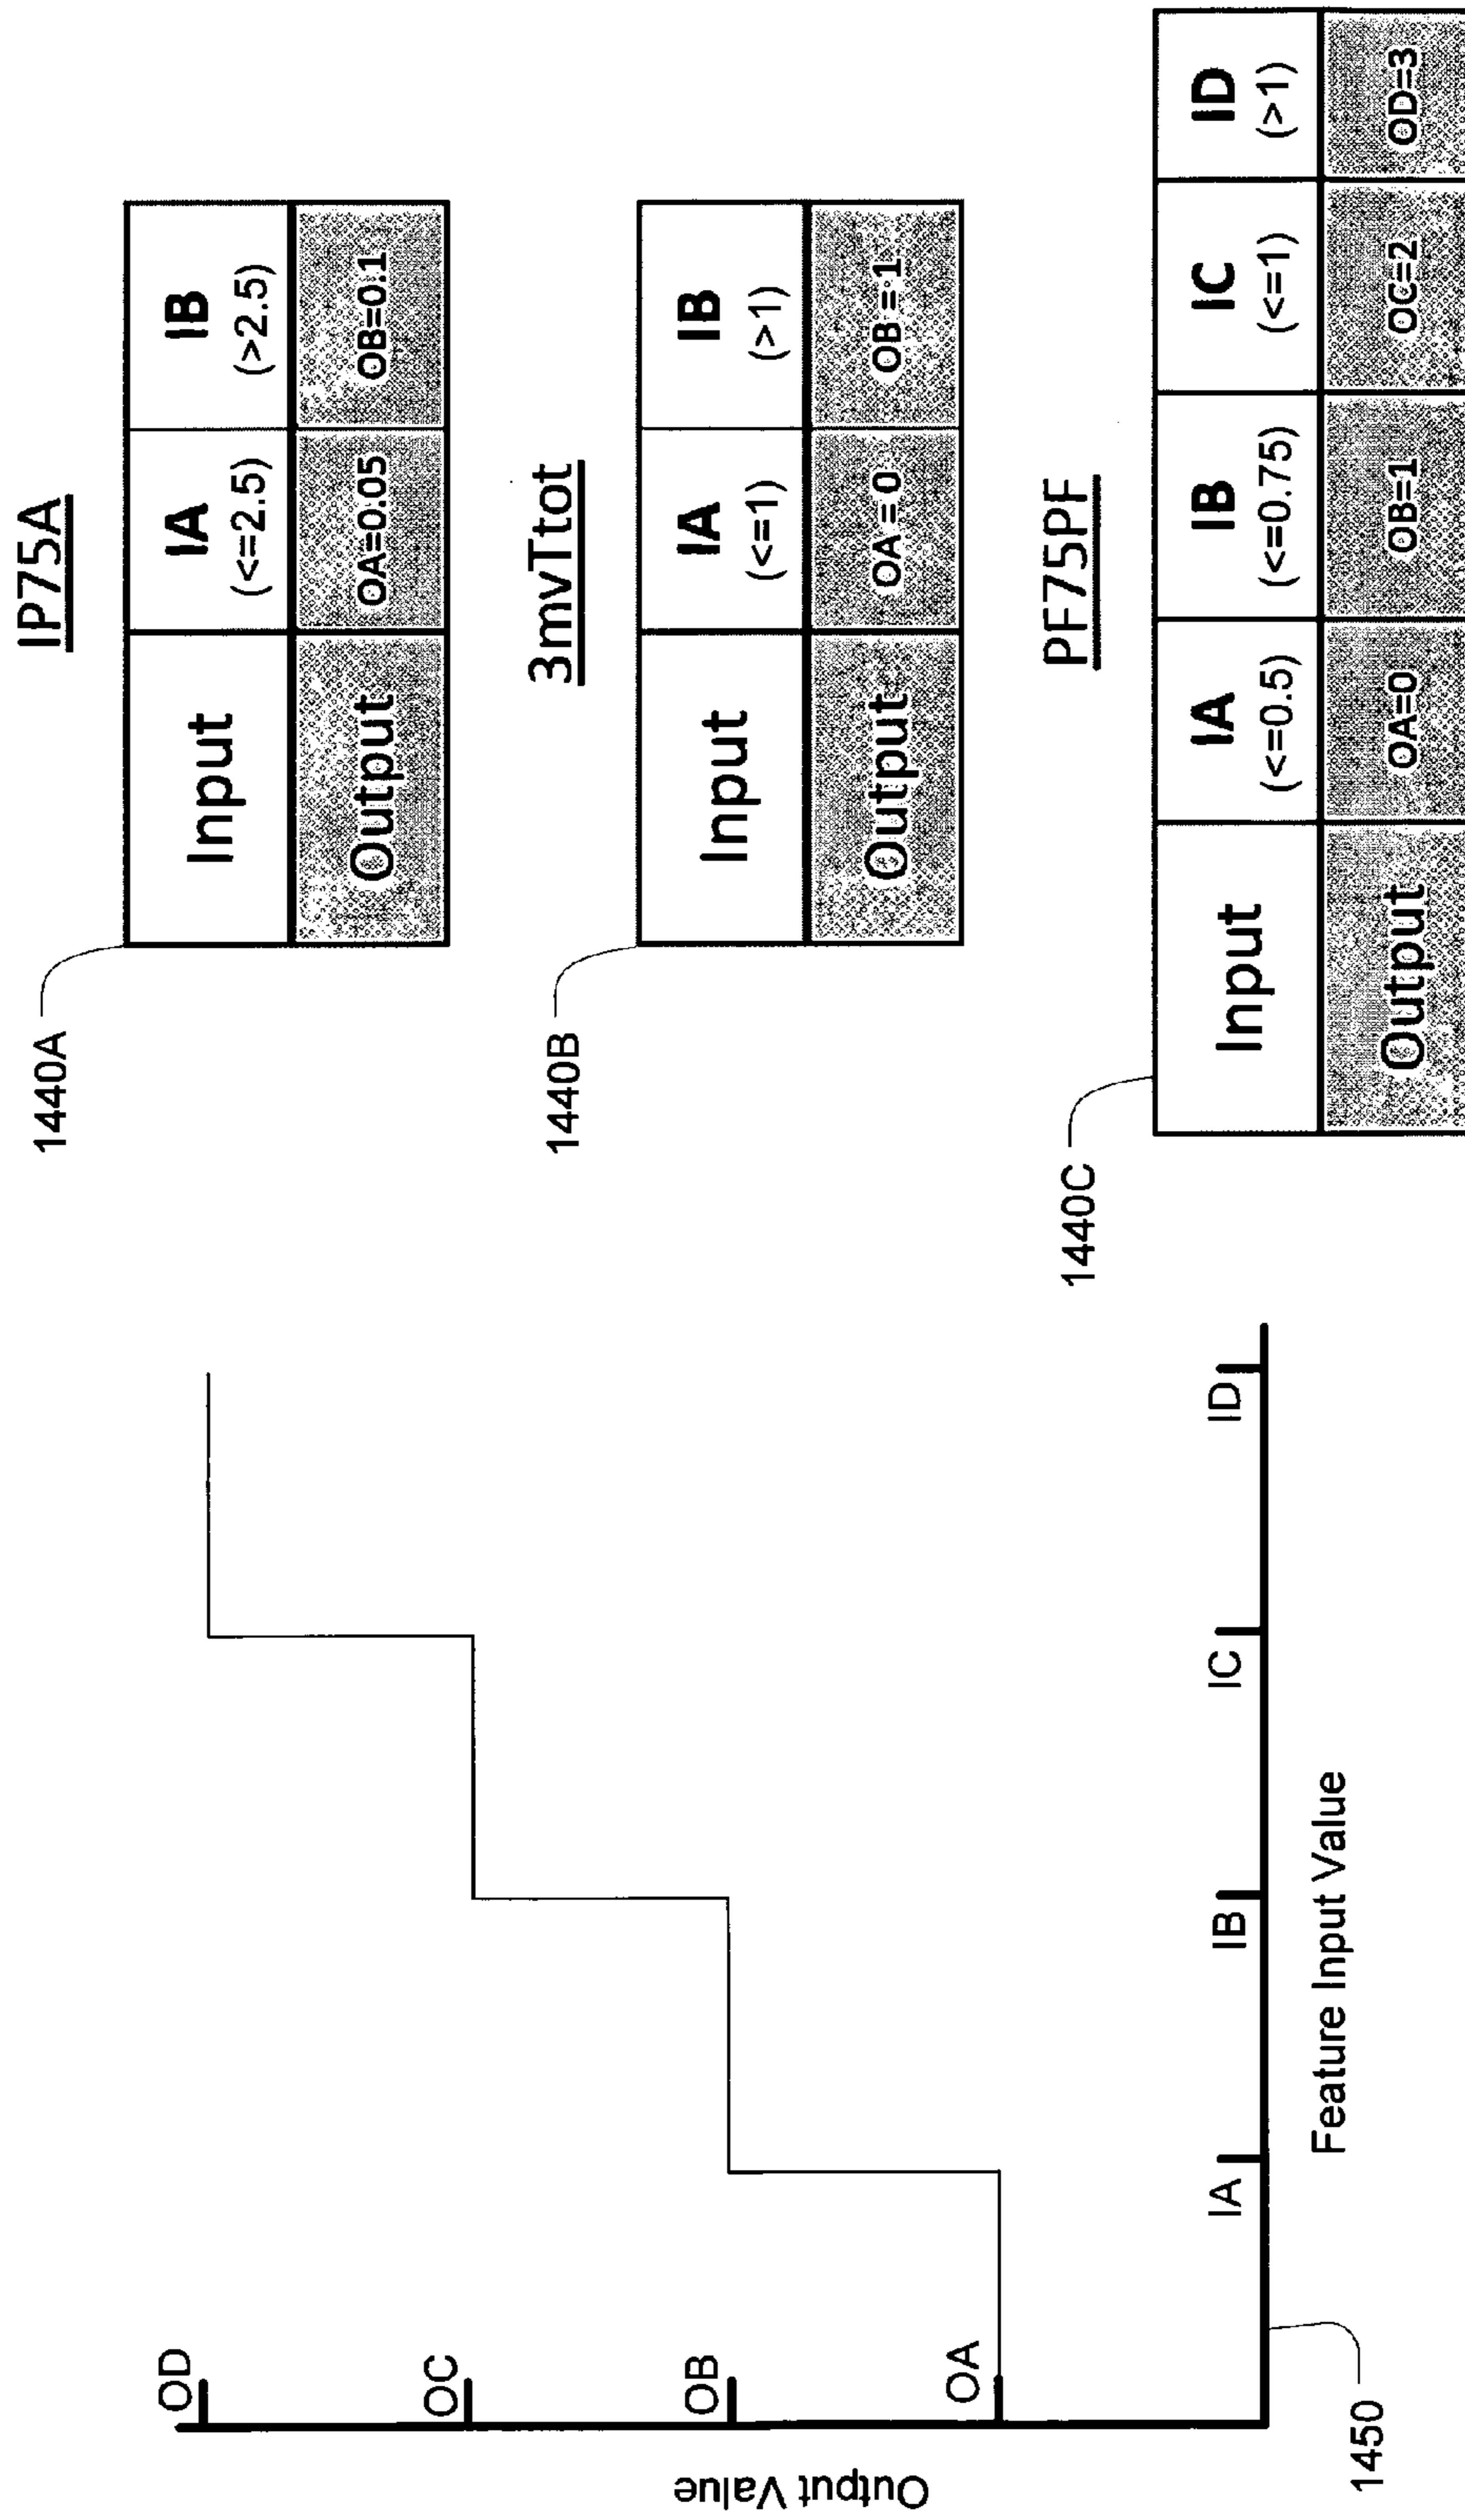 OD
OC
OB
OA
Output Value
IA
IB
IC
ID
Feature Input Value
1450
IP75A
1440A
Input
IA
(<=2.5)
IB
(>2.5)
Output
OA=0.05
OB=0.1
3mvTtot
1440B
Input
IA
(<=1)
IB
(>1)
Output
OA=0
OB=1
PF75PF
1440C
Input
IA
(<=0.5)
IB
(<=0.75)
IC
(<=1)
ID
(>1)
Output
OA=0
OB=1
OC=2
OD=3